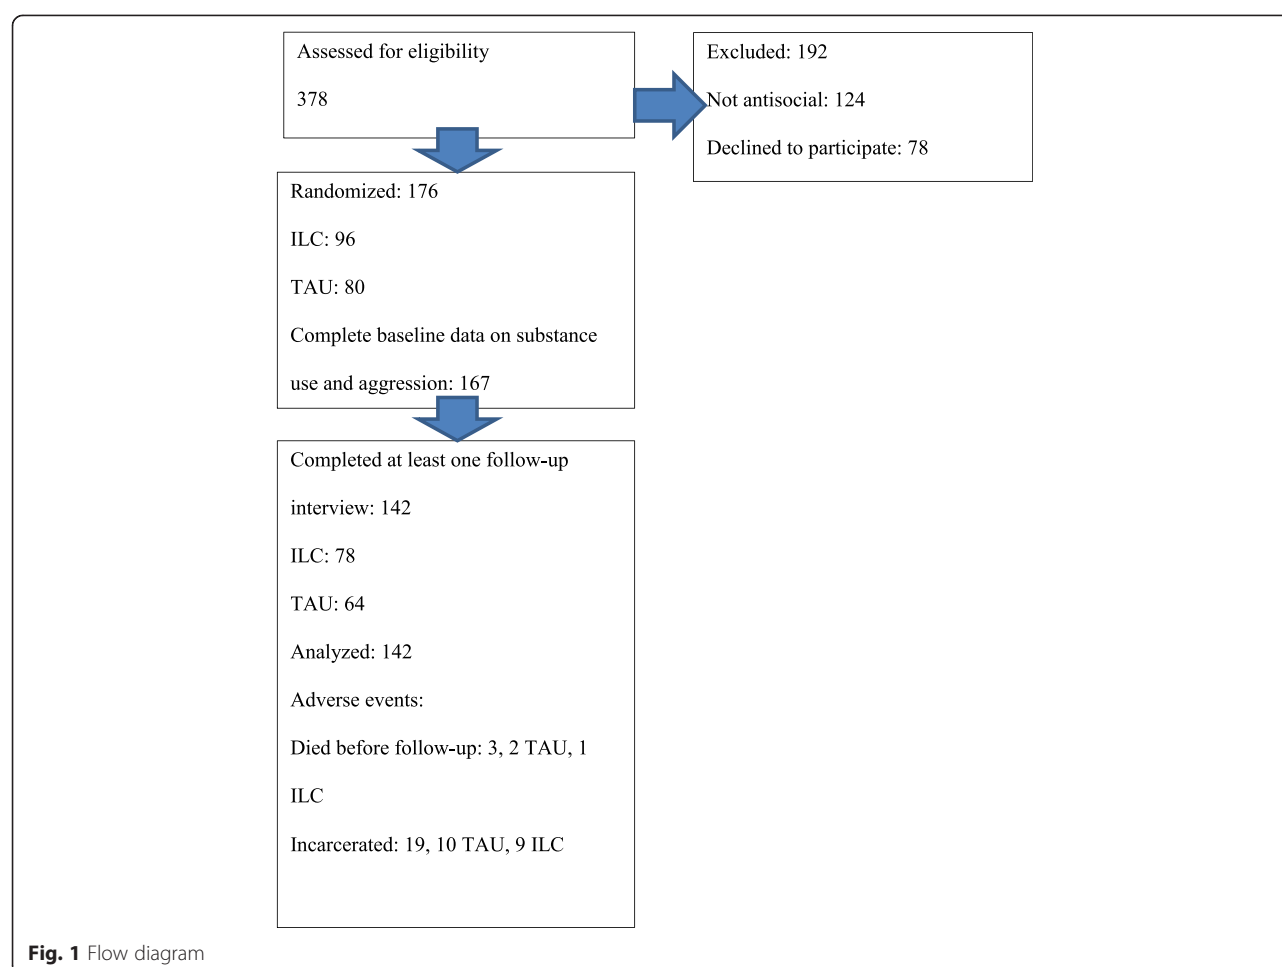 Assessed for eligibility
378
Excluded: 192
Not antisocial: 124
Declined to participate: 78
Randomized: 176
ILC: 96
TAU: 80
Complete baseline data on substance
use and aggression: 167
Completed at least one follow-up
interview: 142
ILC: 78
TAU: 64
Analyzed: 142
Adverse events:
Died before follow-up: 3, 2 TAU, 1
ILC
Incarcerated: 19, 10 TAU, 9 ILC
Fig. 1 Flow diagram